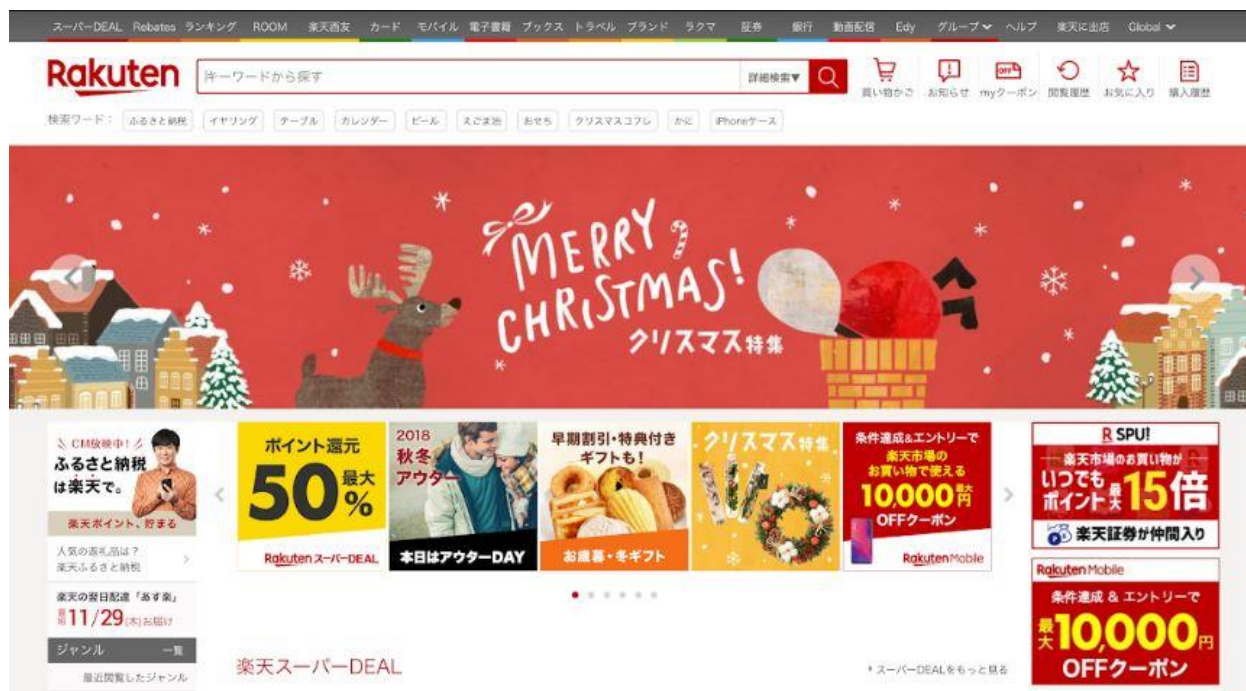 スーパーDEAL Rebates ランキング ROOM 楽天西友 カード モバイル 電子書籍 ブックス トラベル ブランド ラクマ 証券 銀行 動画配信 Edy グループ ヘルプ 楽天に出店 Global
Rakuten
キーワードから探す
詳細検索▼
買い物かご お知らせ myクーポン 閲覧履歴 お気に入り 購入履歴
OFF
検索ワード: ふるさと納税 イヤリング テーブル カレンダー ビール えごま油 おせち クリスマスコフレ かに iPhoneケース
MERRY
CHRISTMAS!
クリスマス特集
CM放映中!
ふるさと納税
は楽天で。
楽天ポイント、貯まる
人気の返礼品は?
楽天ふるさと納税
楽天の翌日配達「あす楽」
最短11/29(木)お届け
ジャンル 一覧
最近閲覧したジャンル
ポイント還元
50%最大
Rakuten スーパーDEAL
2018
秋冬
アウター
本日はアウターDAY
早期割引・特典付き
ギフトも!
お歳暮・冬ギフト
クリスマス特集
条件達成&エントリーで
楽天市場の
お買い物で使える
10,000円最大
OFFクーポン
Rakuten Mobile
R SPU!
楽天市場のお買い物が
いつでも
ポイント最大15倍
楽天証券が仲間入り
Rakuten Mobile
条件達成 & エントリーで
最大10,000円
OFFクーポン
楽天スーパーDEAL
スーパーDEALをもっと見る